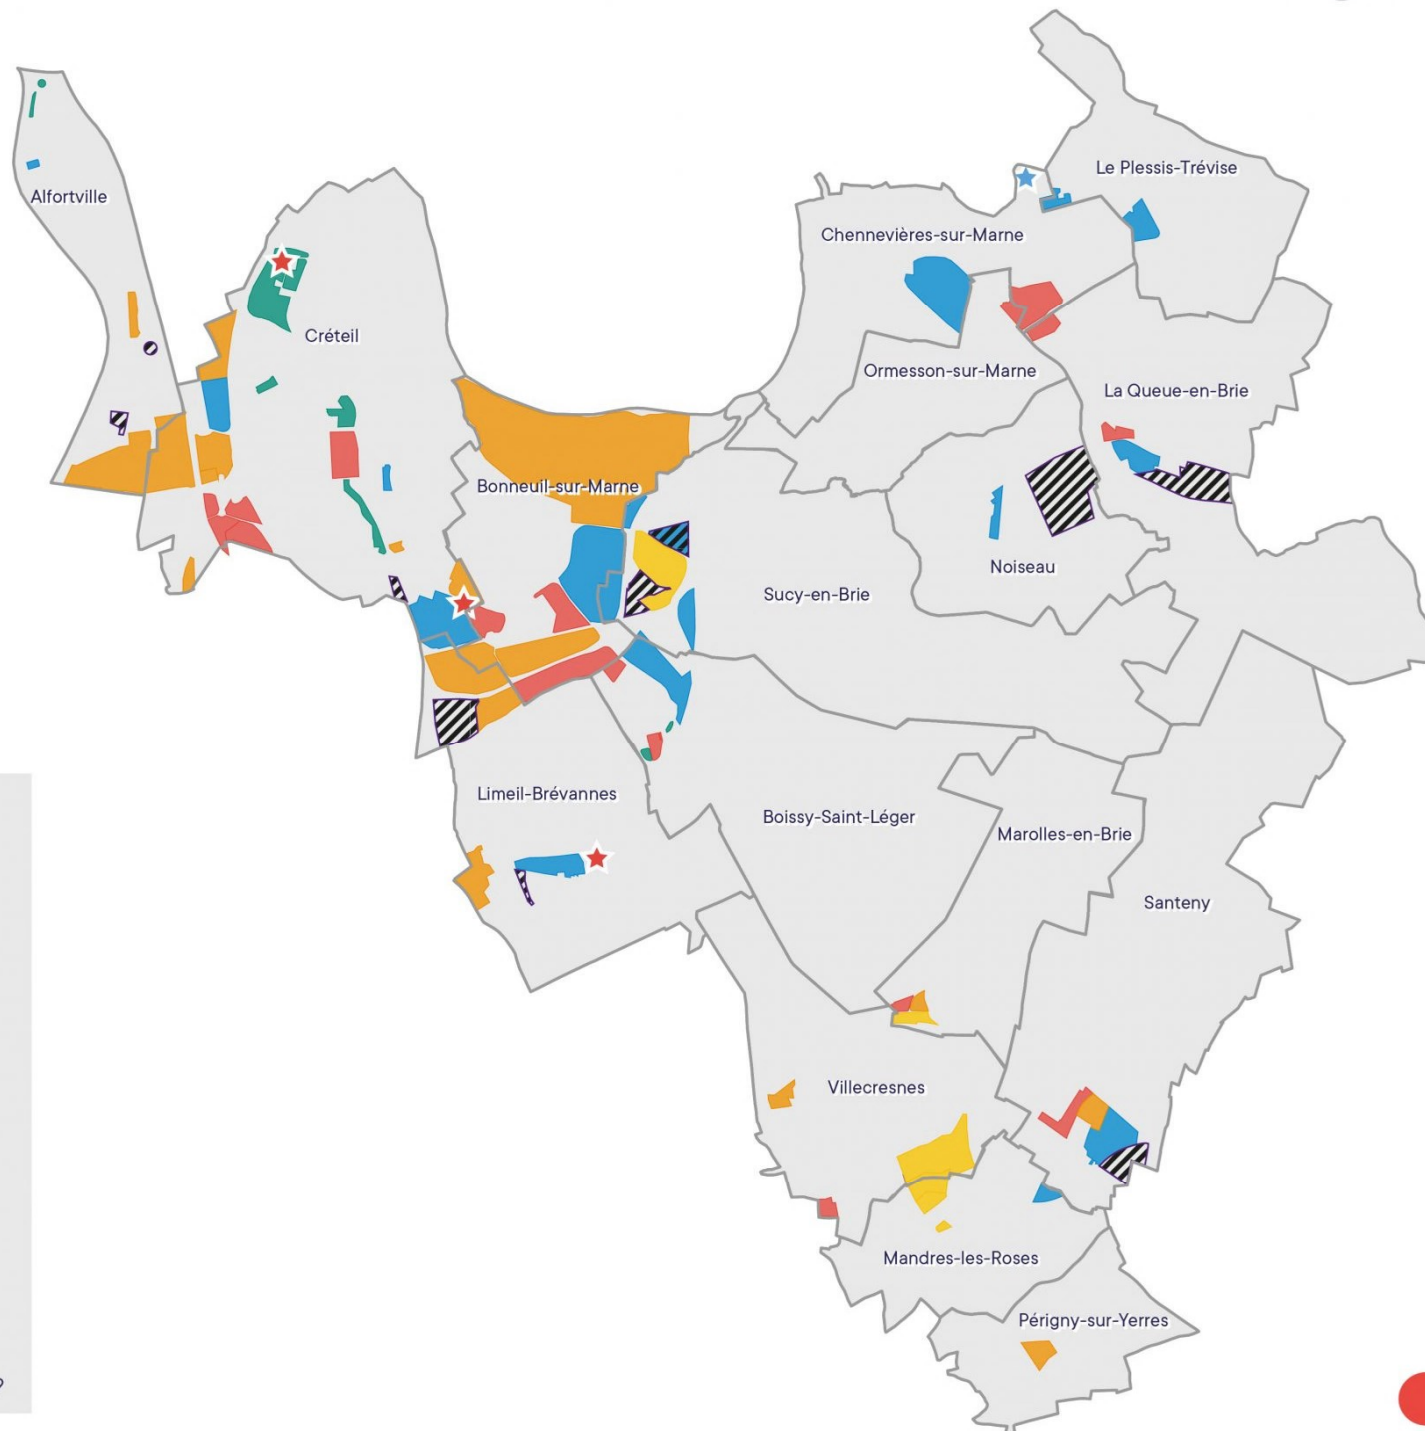 Le Plessis-Trévise
Alfortville
Chennevières-sur-Marne
Créteil
Ormesson-sur-Marne
La Queue-en-Brie
Bonneuil-sur-Marne
Noiseau
Sucy-en-Brie
Limeil-Brévannes
Boissy-Saint-Léger
Marolles-en-Brie
Santeny
Villecresnes
Mandres-les-Roses
Périgny-sur-Yerres